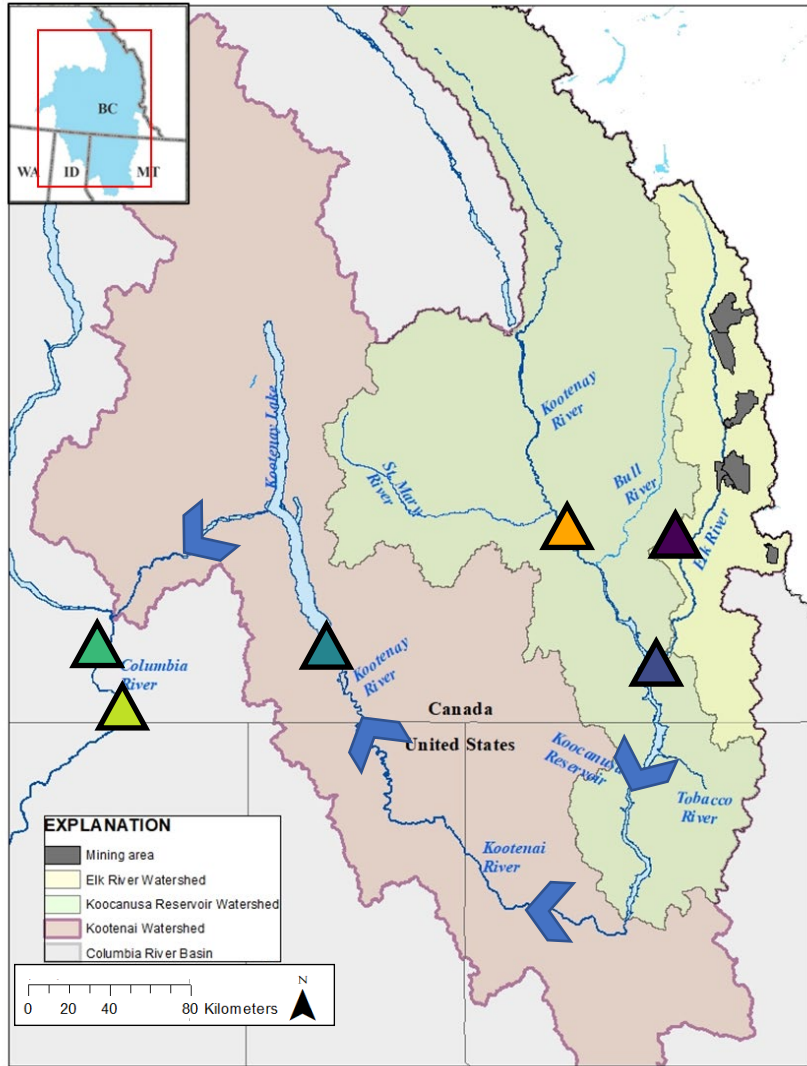 BC
WA
ID
MT
Kootenay Lake
Kootenay
River
St. Mary
River
Bull
River
Elk River
Columbia
River
Kootenay
River
Canada
United States
Koocanusa
Reservoir
Tobacco
River
Kootenai
River
EXPLANATION
Mining area
Elk River Watershed
Koocanusa Reservoir Watershed
Kootenai Watershed
Columbia River Basin
N
0 20 40 80 Kilometers